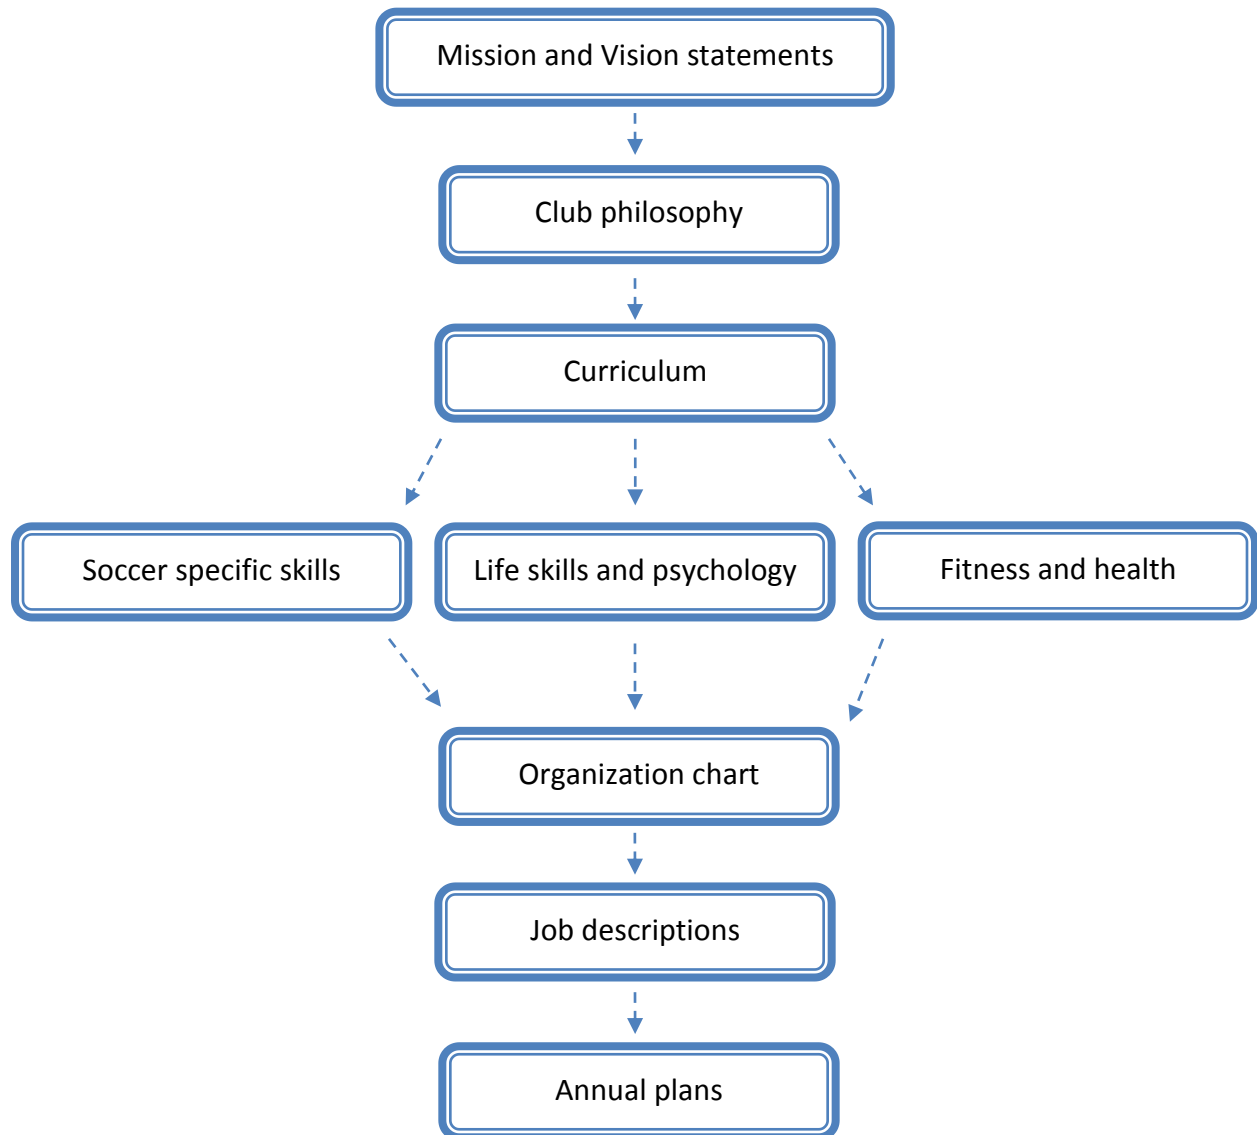 Mission and Vision statements
Club philosophy
Curriculum
Soccer specific skills
Life skills and psychology
Fitness and health
Organization chart
Job descriptions
Annual plans